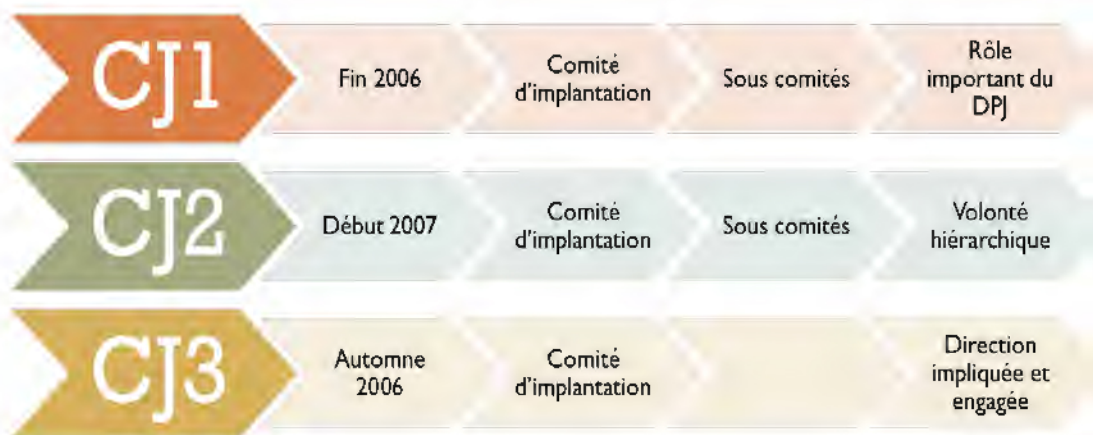 CJ1
Fin 2006
Comité
d'implantation
Sous comités
Rôle
important du
DPJ
CJ2
Début 2007
Comité
d'implantation
Sous comités
Volonté
hiérarchique
CJ3
Automne
2006
Comité
d'implantation
Direction
impliquée et
engagée